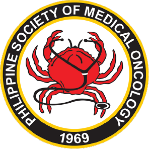 PHILIPPINE SOCIETY OF MEDICAL ONCOLOGY
1969